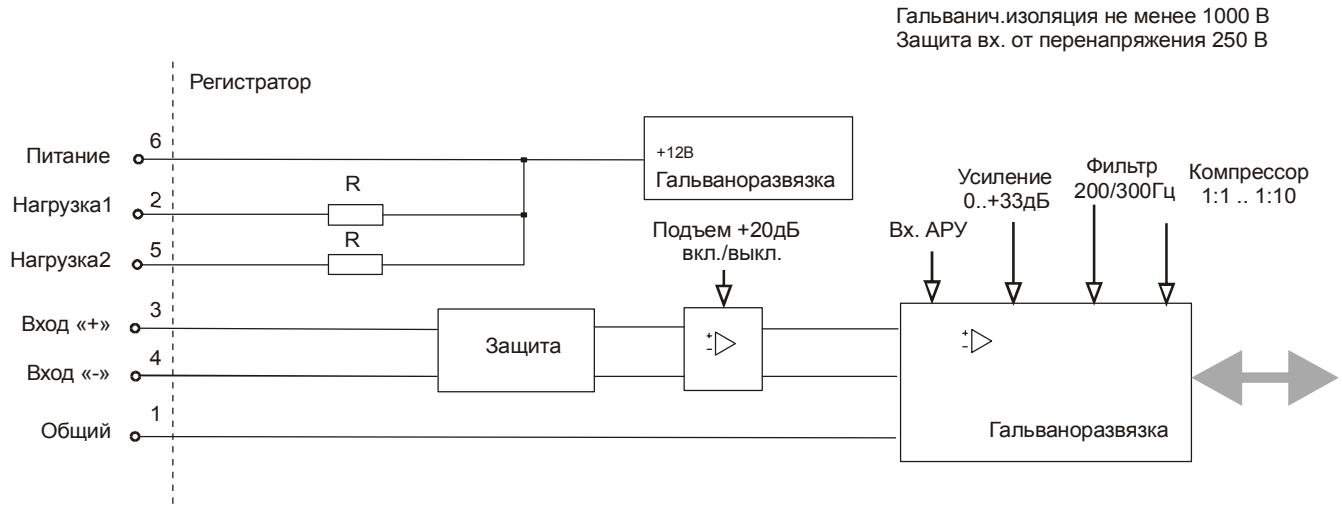 Гальванич.изоляция не менее 1000 В
Защита вх. от перенапряжения 250 В
Регистратор
Питание
6
Нагрузка1
2
R
Нагрузка2
5
R
+12В
Гальваноразвязка
Подъем +20дБ
вкл./выкл.
Вх. АРУ
Усиление
0..+33дБ
Фильтр
200/300Гц
Компрессор
1:1 .. 1:10
Вход «+»
3
Вход «-»
4
Защита
+
-
+
-
Общий
1
Гальваноразвязка